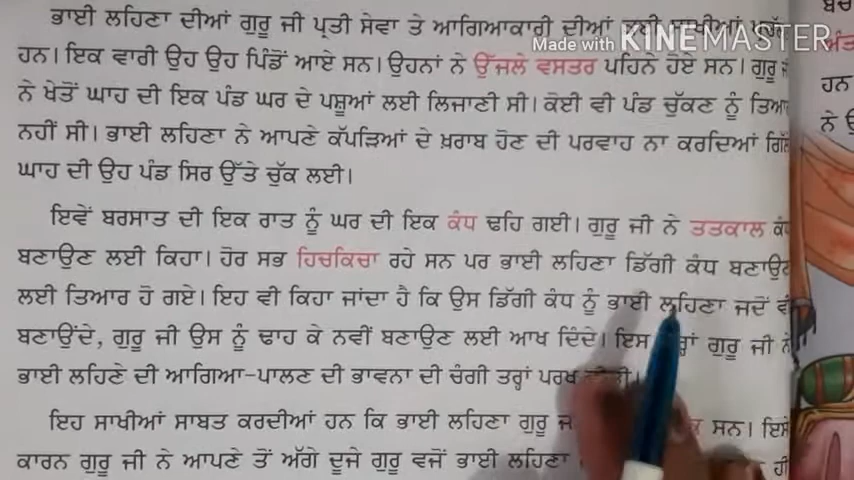 ਭਾਈ ਲਹਿਣਾ ਦੀਆਂ ਗੁਰੂ ਜੀ ਪ੍ਰਤੀ ਸੇਵਾ ਤੇ ਆਗਿਆਕਾਰੀ ਦੀਆਂ ਕਈ ਸਾਖੀਆਂ
Made with KINEMASTER
ਹਨ। ਇਕ ਵਾਰੀ ਉਹ ਉਹ ਪਿੰਡੋਂ ਆਏ ਸਨ। ਉਹਨਾਂ ਨੇ ਉੱਜਲੇ ਵਸਤਰ ਪਹਿਨੇ ਹੋਏ ਸਨ। ਗੁਰੂ
ਨੇ ਖੇਤੋਂ ਘਾਹ ਦੀ ਇਕ ਪੰਡ ਘਰ ਦੇ ਪਸ਼ੂਆਂ ਲਈ ਲਿਜਾਣੀ ਸੀ। ਕੋਈ ਵੀ ਪੰਡ ਚੁੱਕਣ ਨੂੰ
ਨਹੀਂ ਸੀ। ਭਾਈ ਲਹਿਣਾ ਨੇ ਆਪਣੇ ਕੱਪੜਿਆਂ ਦੇ ਖ਼ਰਾਬ ਹੋਣ ਦੀ ਪਰਵਾਹ ਨਾ ਕਰਦਿਆਂ
ਘਾਹ ਦੀ ਉਹ ਪੰਡ ਸਿਰ ਉੱਤੇ ਚੁੱਕ ਲਈ।
ਇਵੇਂ ਬਰਸਾਤ ਦੀ ਇਕ ਰਾਤ ਨੂੰ ਘਰ ਦੀ ਇਕ ਕੰਧ ਢਹਿ ਗਈ। ਗੁਰੂ ਜੀ ਨੇ ਤਤਕਾਲ ਕੰਧ
ਬਣਾਉਣ ਲਈ ਕਿਹਾ। ਹੋਰ ਸਭ ਹਿਚਕਿਚਾ ਰਹੇ ਸਨ ਪਰ ਭਾਈ ਲਹਿਣਾ ਡਿੱਗੀ ਕੰਧ ਬਣਾਉਣ
ਲਈ ਤਿਆਰ ਹੋ ਗਏ। ਇਹ ਵੀ ਕਿਹਾ ਜਾਂਦਾ ਹੈ ਕਿ ਉਸ ਡਿੱਗੀ ਕੰਧ ਨੂੰ ਭਾਈ ਲਹਿਣਾ ਜਦੋਂ ਵੀ
ਬਣਾਉਂਦੇ, ਗੁਰੂ ਜੀ ਉਸ ਨੂੰ ਢਾਹ ਕੇ ਨਵੀਂ ਬਣਾਉਣ ਲਈ ਆਖ ਦਿੰਦੇ। ਇਸ ਗੁਰੂ ਜੀ ਨੇ
ਭਾਈ ਲਹਿਣੇ ਦੀ ਆਗਿਆ-ਪਾਲਣ ਦੀ ਭਾਵਨਾ ਦੀ ਚੰਗੀ ਤਰ੍ਹਾਂ ਪਰਖ
ਇਹ ਸਾਖੀਆਂ ਸਾਬਤ ਕਰਦੀਆਂ ਹਨ ਕਿ ਭਾਈ ਲਹਿਣਾ ਗੁਰੂ ਸਨ। ਇਸੇ
ਕਾਰਨ ਗੁਰੂ ਜੀ ਨੇ ਆਪਣੇ ਤੋਂ ਅੱਗੇ ਦੂਜੇ ਗੁਰੂ ਵਜੋਂ ਭਾਈ ਲਹਿਣਾ ਹੀ
ਹਨ